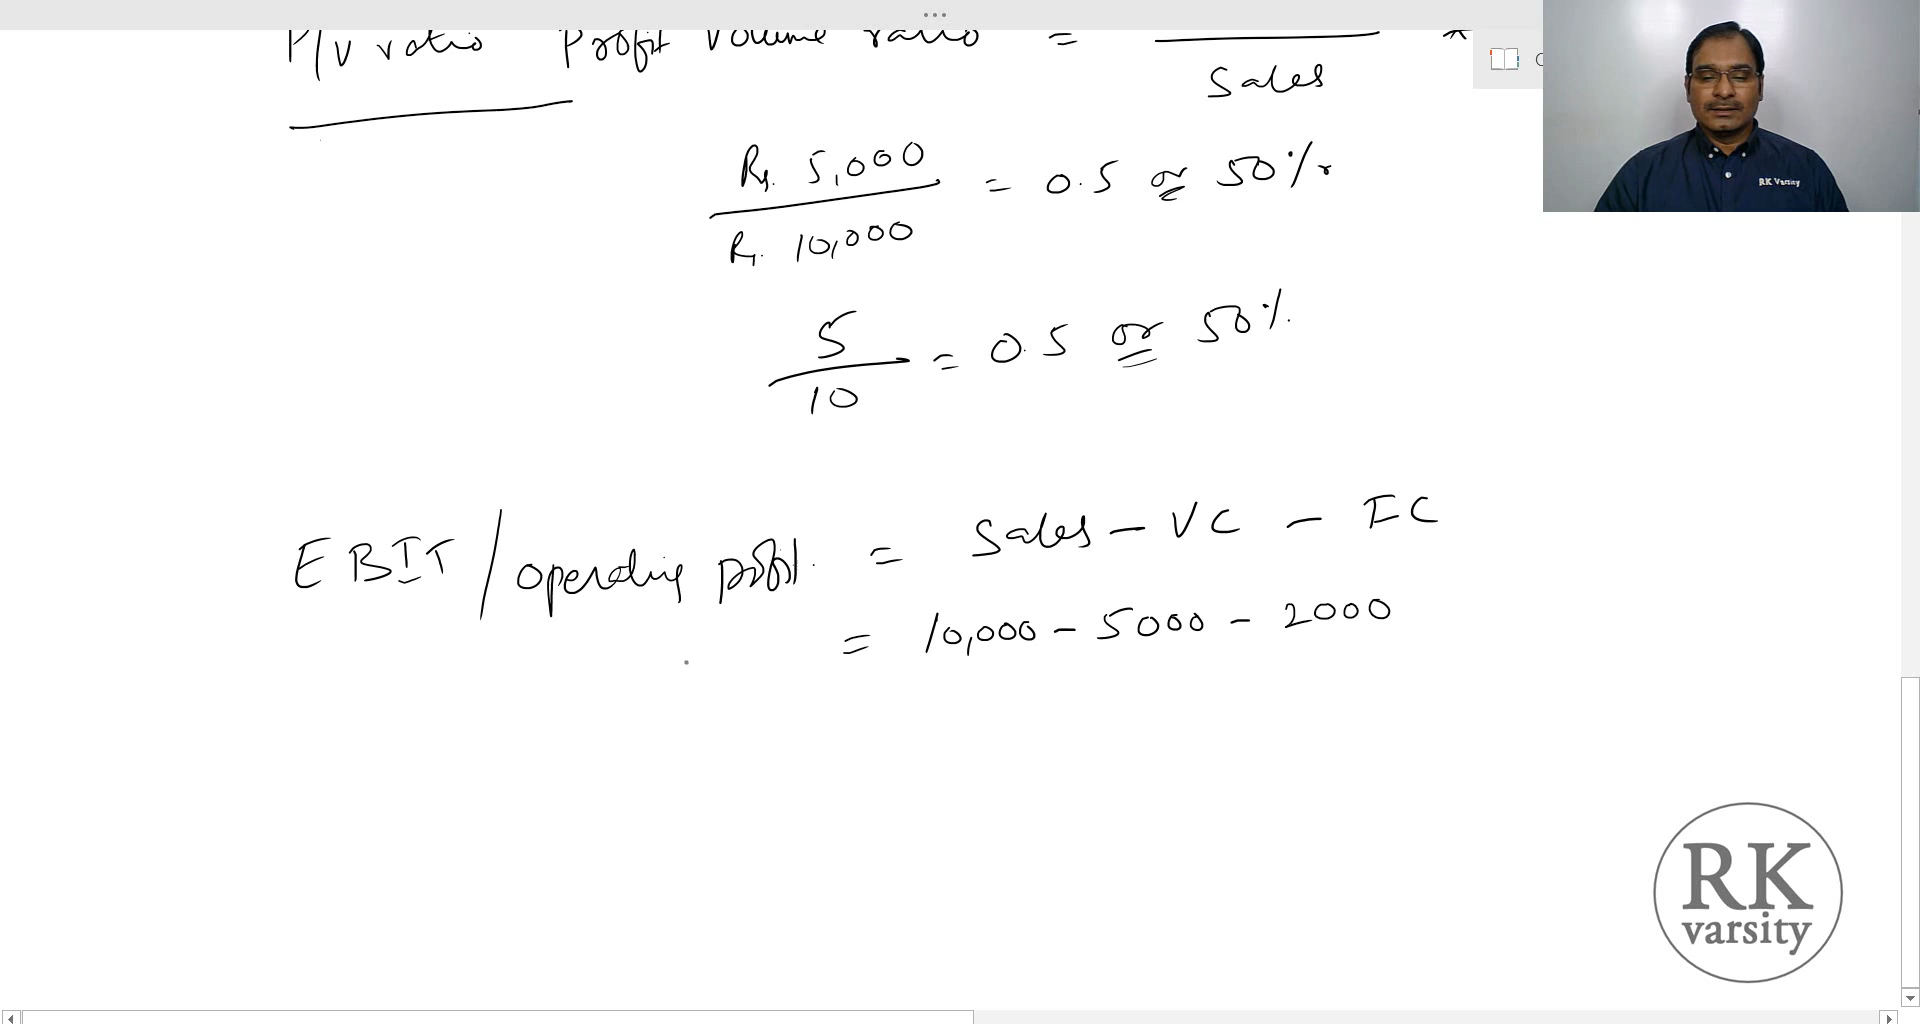 P/V ratio Profit Volume ratio =
Sales
Rs. 5,000
Rs. 10,000
= 0.5 or 50%
5
10
= 0.5 or 50%
EBIT / operating profit. = Sales - VC - FC
= 10,000 - 5000 - 2000
RK Varsity
RK
varsity